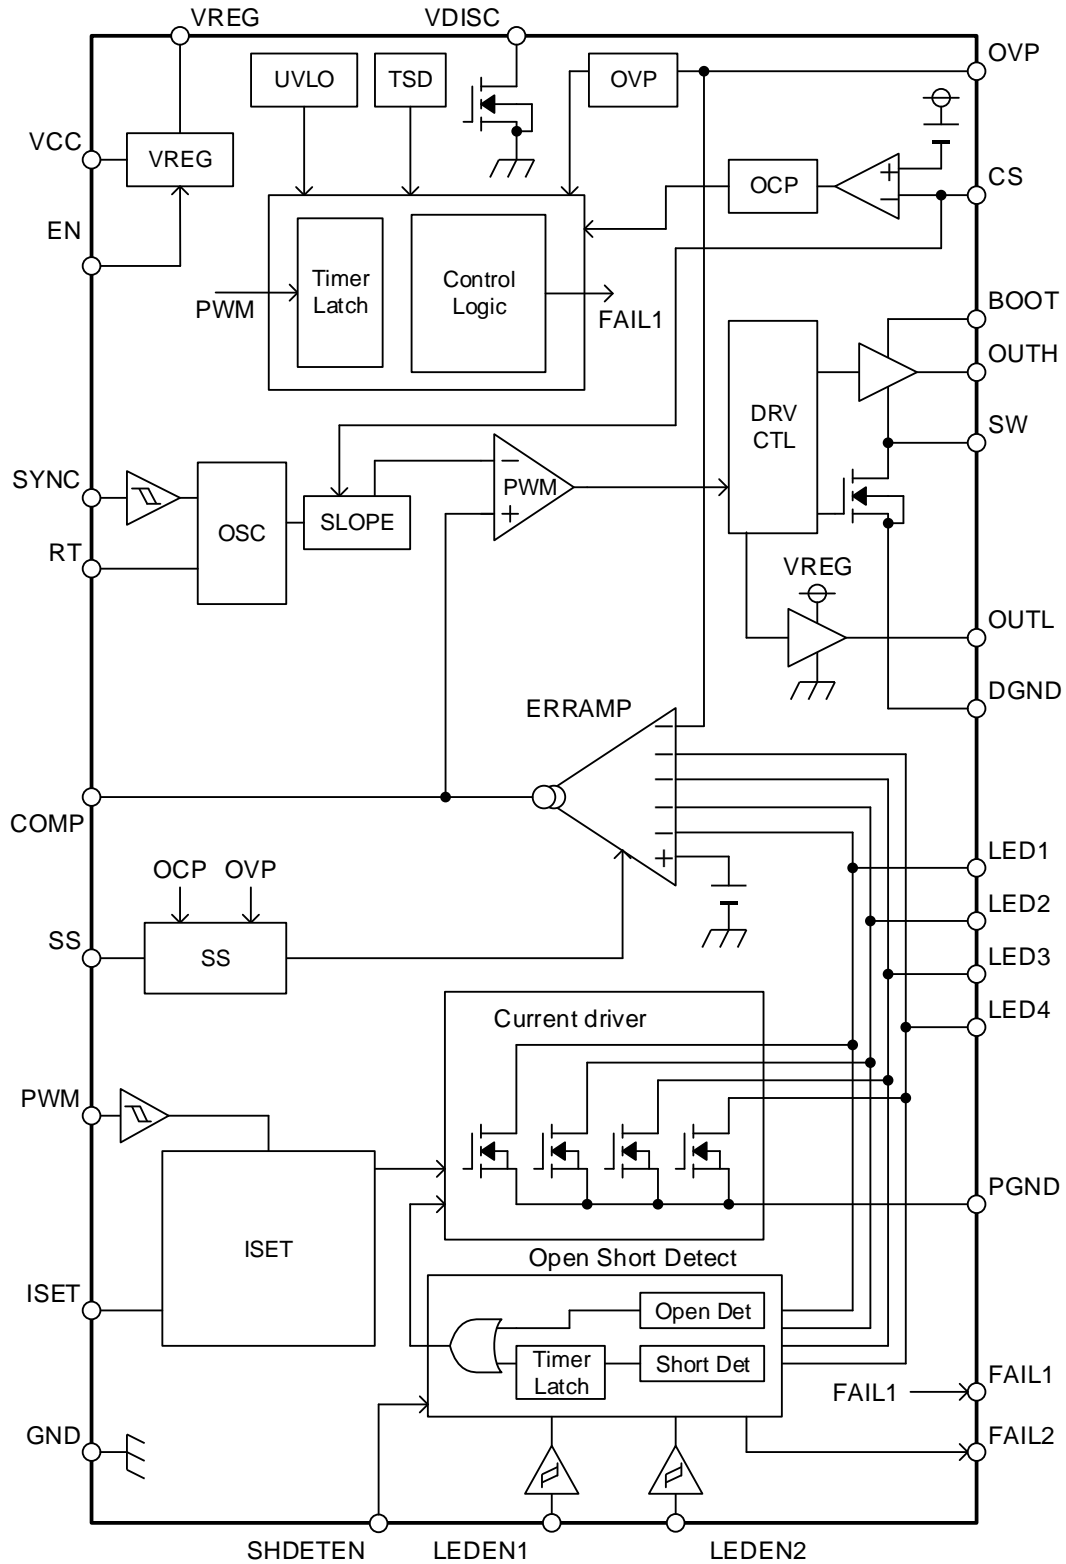 VREG
VDISC
OVP
UVLO
TSD
OVP
VCC
VREG
OCP
+
−
CS
EN
Timer
Latch
Control
Logic
PWM
FAIL1
BOOT
OUTH
DRV
CTL
SW
SYNC
OSC
SLOPE
−
PWM
+
RT
VREG
OUTL
DGND
ERRAMP
−
−
−
−
−
+
COMP
LED1
OCP
OVP
LED2
SS
SS
LED3
LED4
Current driver
PWM
PGND
ISET
Open Short Detect
ISET
Open Det
Timer
Latch
Short Det
FAIL1
FAIL1
GND
FAIL2
SHDETEN
LEDEN1
LEDEN2